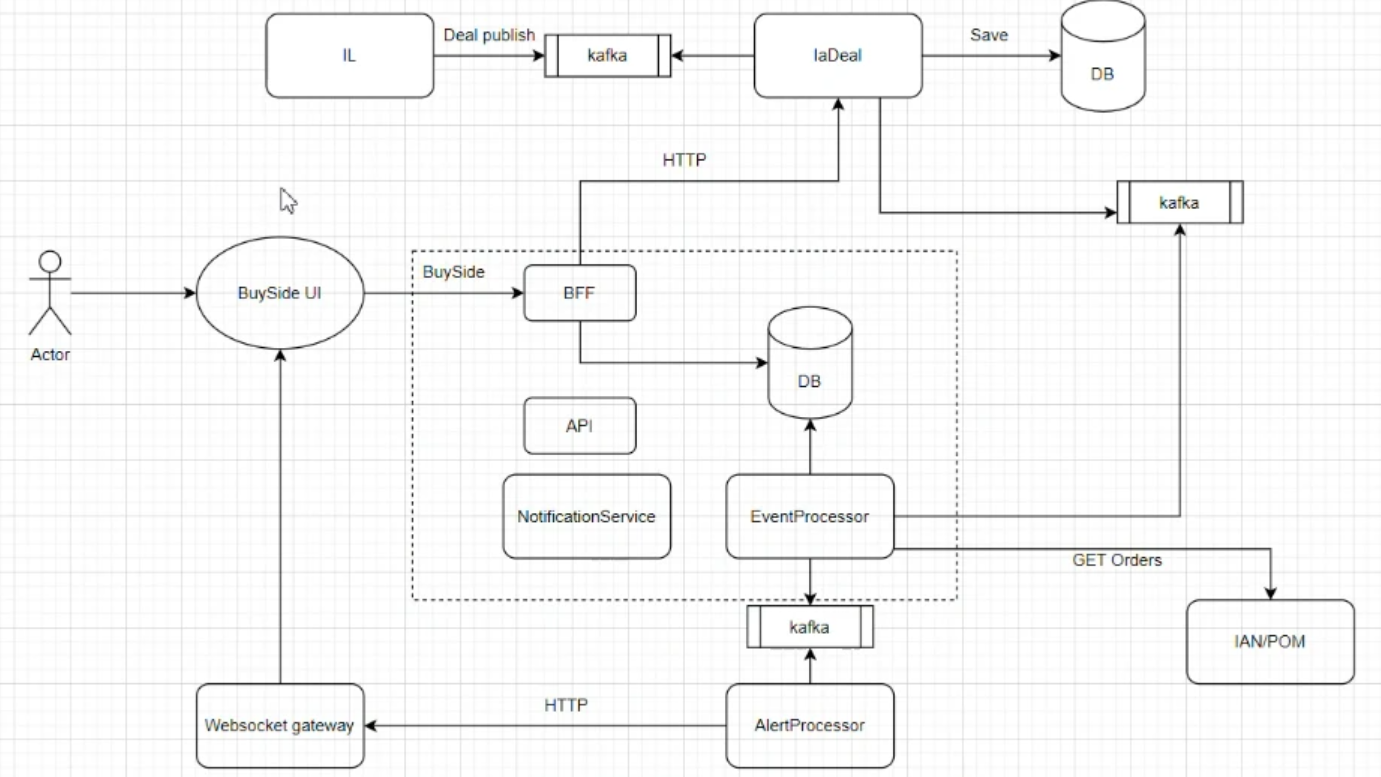 Deal publish
IL
kafka
IaDeal
Save
DB
HTTP
kafka
BuySide
BuySide UI
BFF
Actor
DB
API
NotificationService
EventProcessor
GET Orders
kafka
IAN/POM
HTTP
Websocket gateway
AlertProcessor